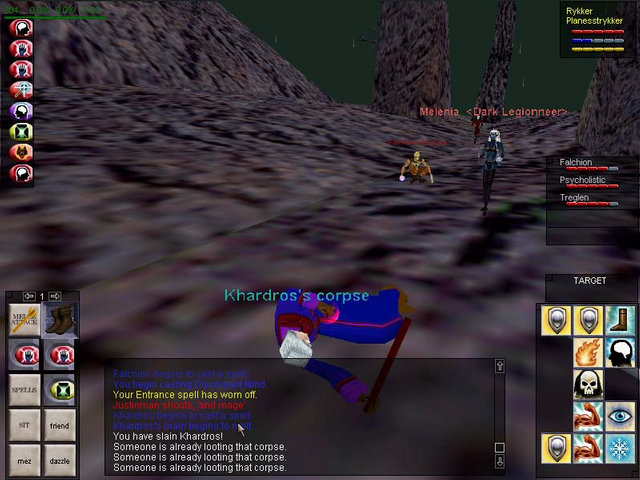 Rykker
Planesstrykker
Melenia <Dark Legionneer>
Falchion
Psycholistic
Treglen
TARGET
Khardros's corpse
1
MELEE
ATTACK
SPELLS
SIT
friend
mez
dazzle
Falchion begins to cast a spell.
You begin casting Discordant Mind.
Your Entrance spell has worn off.
Justinman shouts, 'and mage'
Khardros begins to cast a spell.
Khardros's brain begins to melt.
You have slain Khardros!
Someone is already looting that corpse.
Someone is already looting that corpse.
Someone is already looting that corpse.